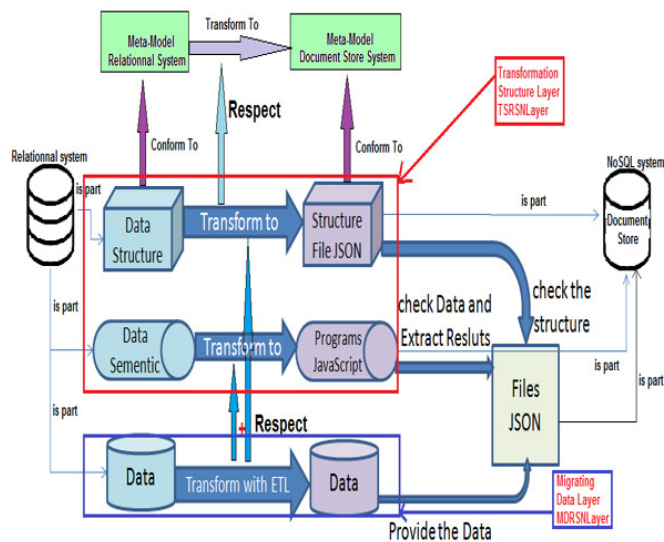 Transform To
Meta-Model
Relationnal System
Meta-Model
Document Store System
Transformation
Structure Layer
TSRSNLayer
Respect
Conform To
Conform To
Relationnal system
NoSQL system
is part
Data
Structure
Transform to
Structure
File JSON
is part
Document
Store
is part
check Data and
Extract Resluts
check the
structure
Data
Sementic
Transform to
Programs
JavaScript
is part
is part
is part
Files
JSON
+ Respect
Data
Transform with ETL
Data
Migrating
Data Layer
MDRSNLayer
Provide the Data